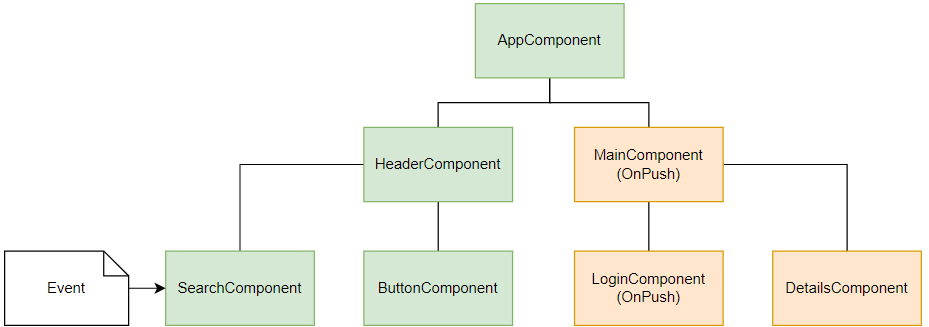 AppComponent
HeaderComponent
MainComponent
(OnPush)
Event
SearchComponent
ButtonComponent
LoginComponent
(OnPush)
DetailsComponent